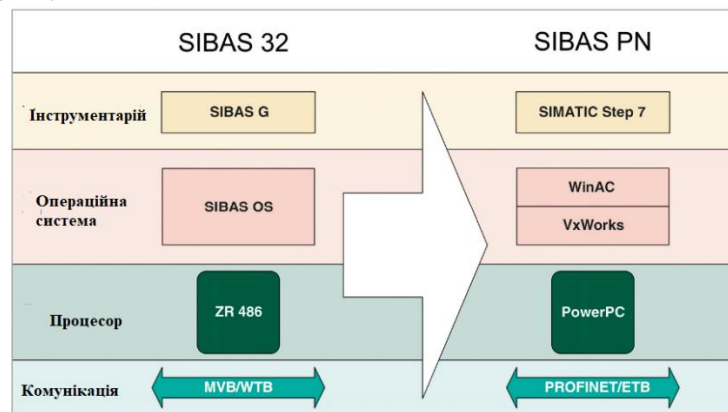 SIBAS 32 SIBAS PN
Інструментарій SIBAS G SIMATIC Step 7
Операційна система SIBAS OS WinAC
VxWorks
Процесор ZR 486 PowerPC
Комунікація MVB/WTB PROFINET/ETB